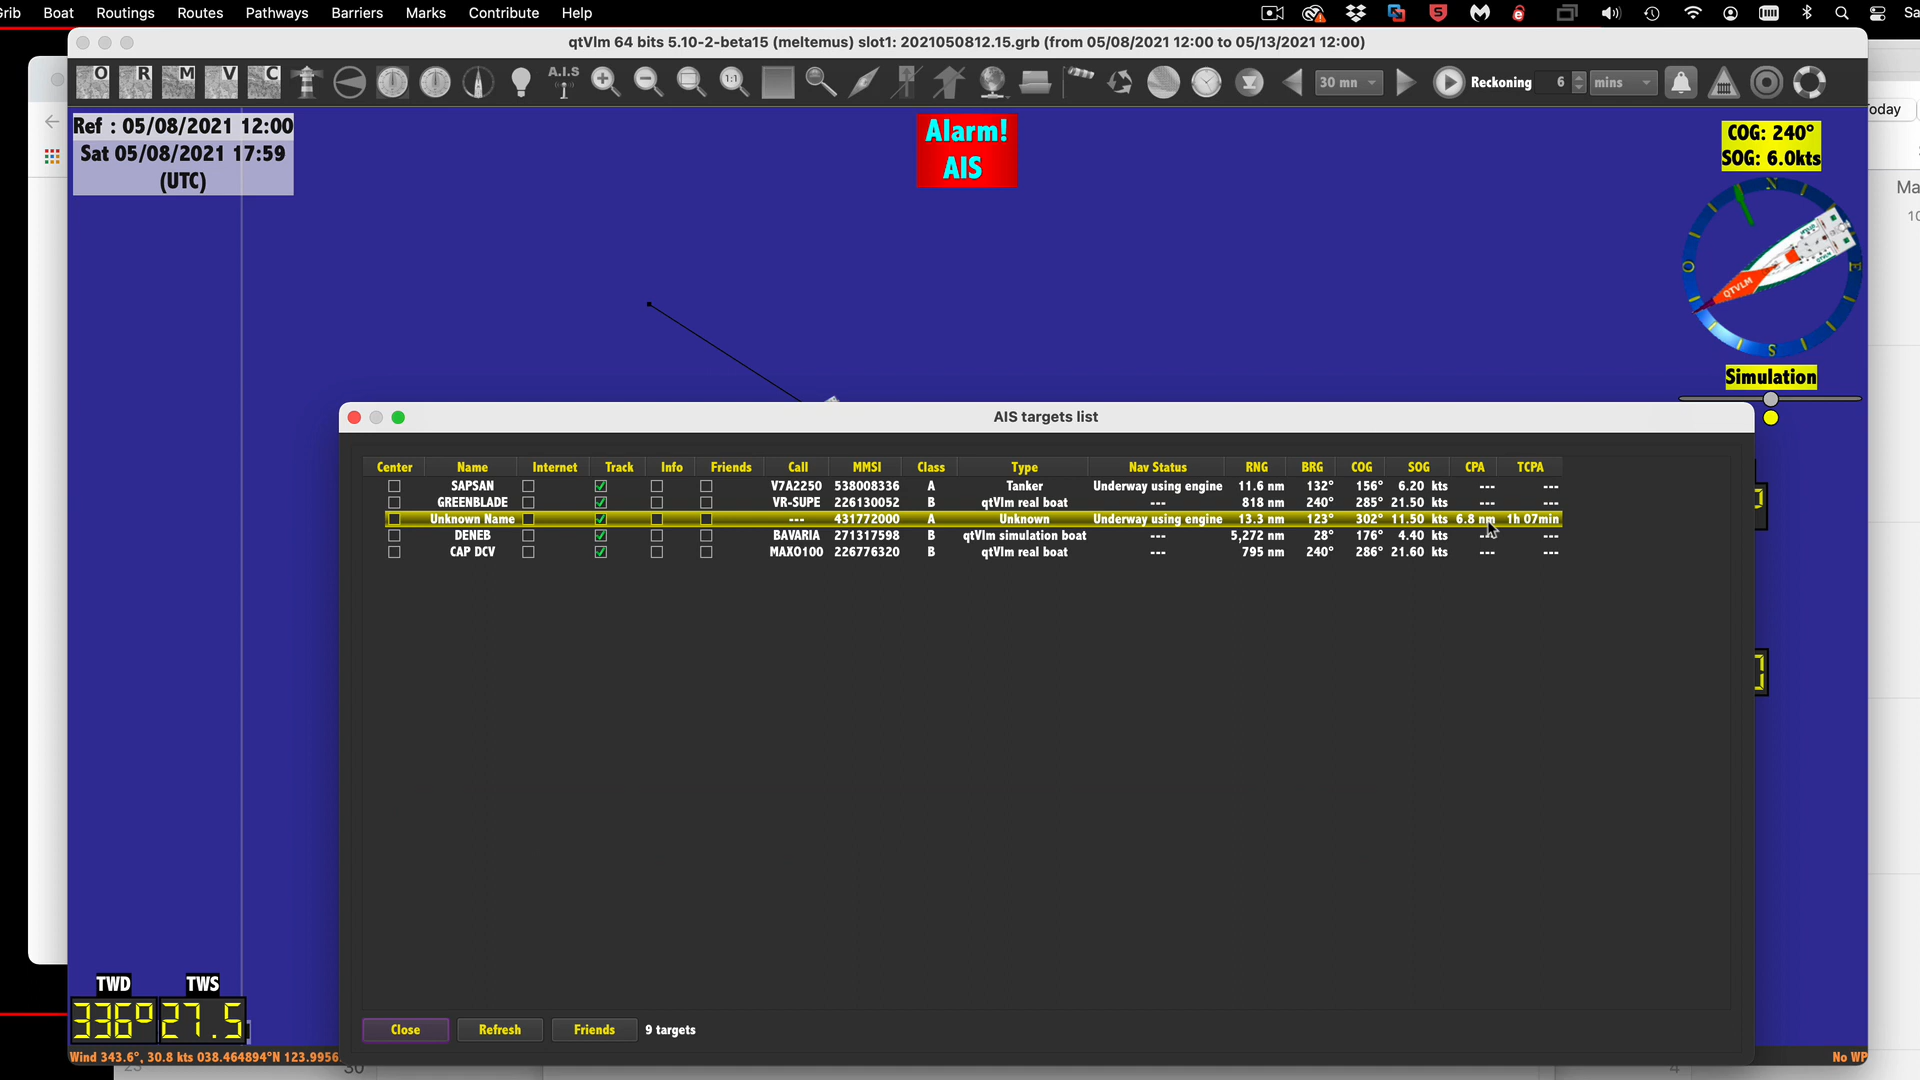 rib Boat Routings Routes Pathways Barriers Marks Contribute Help
qtVlm 64 bits 5.10-2-beta15 (meltemus) slot1: 2021050812.15.grb (from 05/08/2021 12:00 to 05/13/2021 12:00)
O R M V C A.I.S 1:1 30 mn Reckoning 6 mins
oday
Ref : 05/08/2021 12:00
Sat 05/08/2021 17:59
(UTC)
Alarm!
AIS
COG: 240°
SOG: 6.0kts
Ma
10
N
E
S
O
QTVLM
Simulation
AIS targets list
Center Name Internet Track Info Friends Call MMSI Class Type Nav Status RNG BRG COG SOG CPA TCPA
SAPSAN V7A2250 538008336 A Tanker Underway using engine 11.6 nm 132° 156° 6.20 kts --- ---
GREENBLADE VR-SUPE 226130052 B qtVlm real boat --- 818 nm 240° 285° 21.50 kts --- ---
Unknown Name --- 431772000 A Unknown Underway using engine 13.3 nm 123° 302° 11.50 kts 6.8 nm 1h 07min
DENEB BAVARIA 271317598 B qtVlm simulation boat --- 5,272 nm 28° 176° 4.40 kts --- ---
CAP DCV MAXO100 226776320 B qtVlm real boat --- 795 nm 240° 286° 21.60 kts --- ---
TWD TWS
336° 27.5
Close Refresh Friends 9 targets
Wind 343.6°, 30.8 kts 038.464894°N 123.9956
No WP
30
4